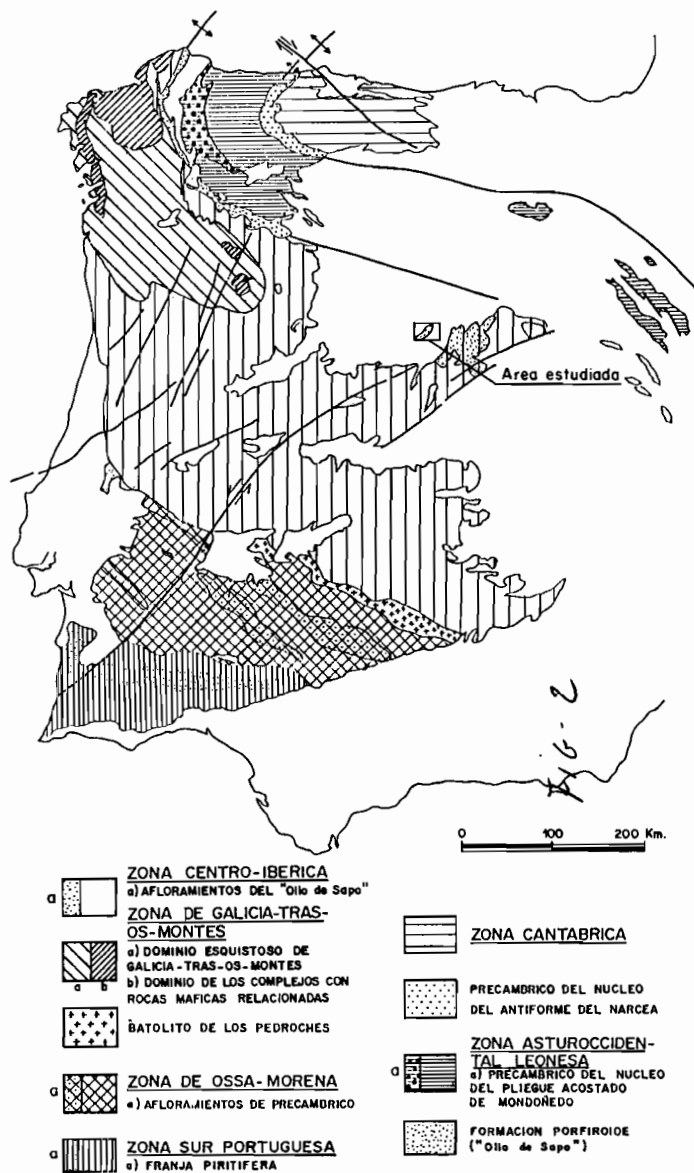 Area estudiada
FIG-2
0 100 200 Km.
a
ZONA CENTRO-IBERICA
a) AFLORAMIENTOS DEL "Ollo de Sapo"
ZONA DE GALICIA-TRAS-
OS-MONTES
a b
a) DOMINIO ESQUISTOSO DE
GALICIA-TRAS-OS-MONTES
b) DOMINIO DE LOS COMPLEJOS CON
ROCAS MAFICAS RELACIONADAS
BATOLITO DE LOS PEDROCHES
a
ZONA DE OSSA-MORENA
a) AFLORAMIENTOS DE PRECAMBRICO
a
ZONA SUR PORTUGUESA
a) FRANJA PIRITIFERA
ZONA CANTABRICA
PRECAMBRICO DEL NUCLEO
DEL ANTIFORME DEL NARCEA
a
ZONA ASTUROCCIDEN-
TAL LEONESA
a) PRECAMBRICO DEL NUCLEO
DEL PLIEGUE ACOSTADO
DE MONDOÑEDO
FORMACION PORFIROIDE
("Ollo de Sapo")